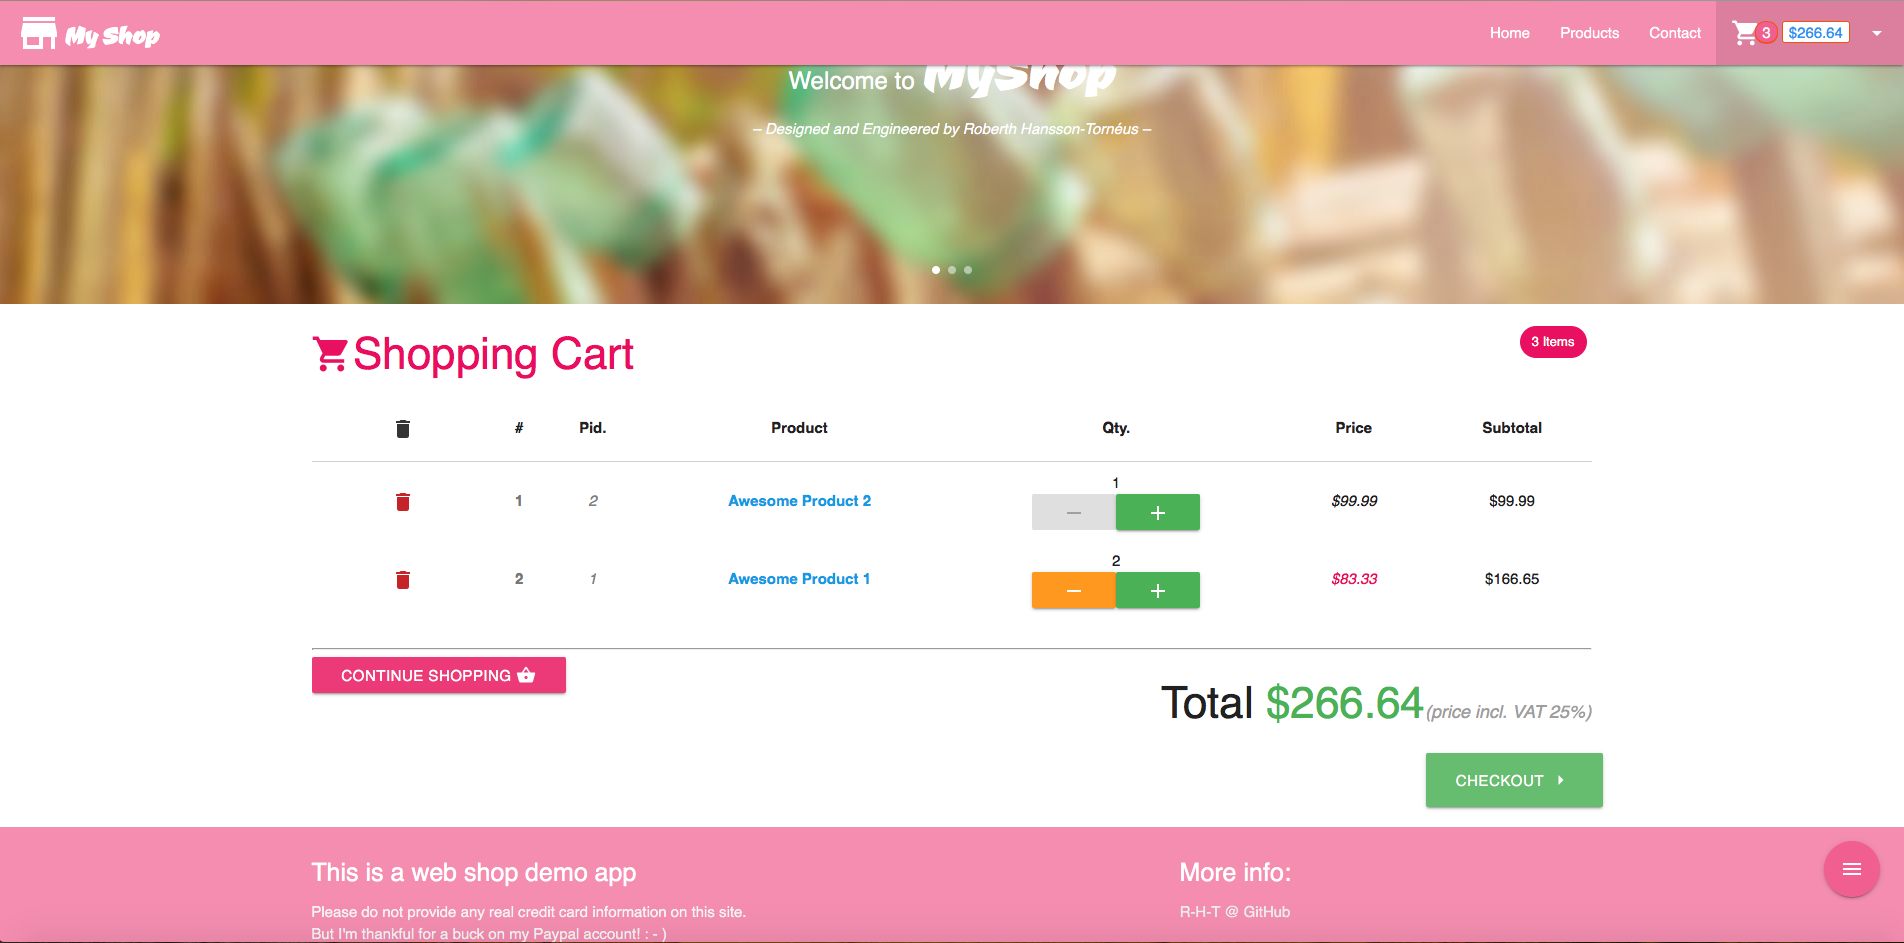 My Shop
Home Products Contact 3 $266.64
Welcome to MyShop
– Designed and Engineered by Roberth Hansson-Tornéus –
Shopping Cart
3 Items
# Pid. Product Qty. Price Subtotal
1 2 Awesome Product 2 1 $99.99 $99.99
2 1 Awesome Product 1 2 $83.33 $166.65
CONTINUE SHOPPING
Total $266.64 (price incl. VAT 25%)
CHECKOUT
This is a web shop demo app
Please do not provide any real credit card information on this site.
But I'm thankful for a buck on my Paypal account! : - )
More info:
R-H-T @ GitHub